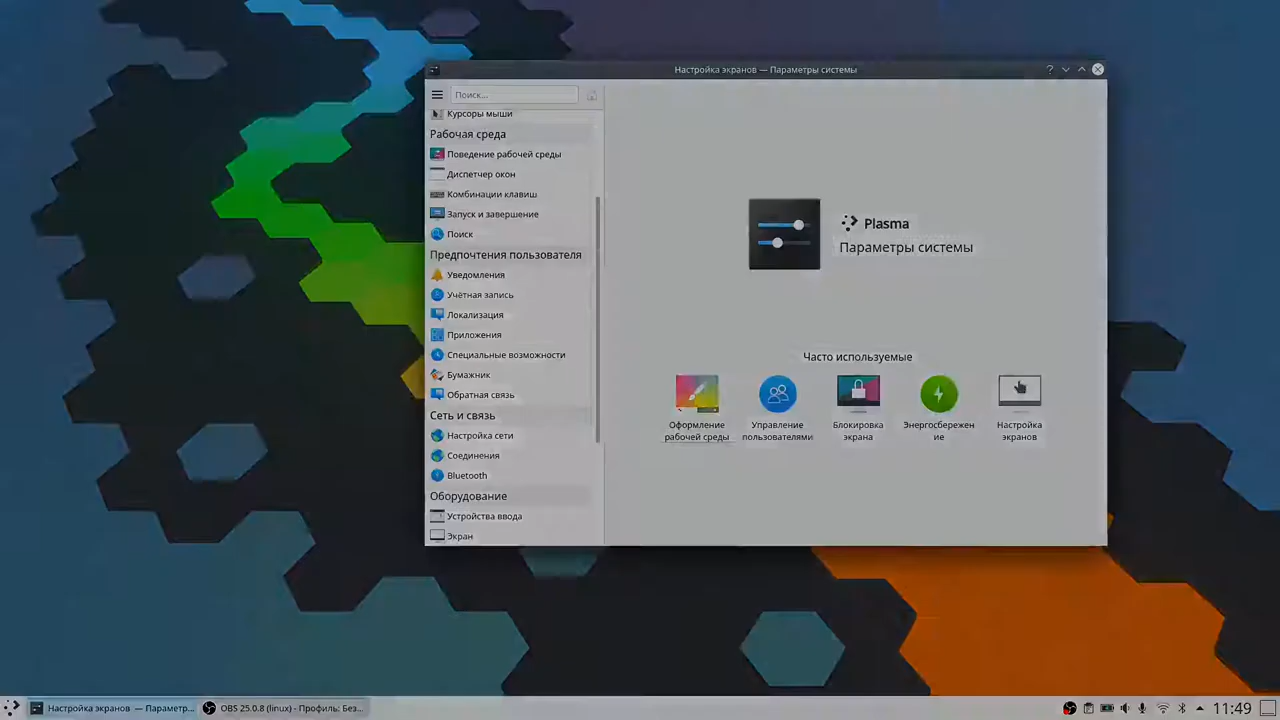 Настройка экранов — Параметры системы
Поиск...
Курсоры мыши
Рабочая среда
Поведение рабочей среды
Диспетчер окон
Комбинации клавиш
Запуск и завершение
Поиск
Предпочтения пользователя
Уведомления
Учётная запись
Локализация
Приложения
Специальные возможности
Бумажник
Обратная связь
Сеть и связь
Настройка сети
Соединения
Bluetooth
Оборудование
Устройства ввода
Экран
Plasma
Параметры системы
Часто используемые
Оформление
рабочей среды
Управление
пользователями
Блокировка
экрана
Энергосбережен
ие
Настройка
экранов
Настройка экранов — Параметр...
OBS 25.0.8 (linux) - Профиль: Без...
11:49